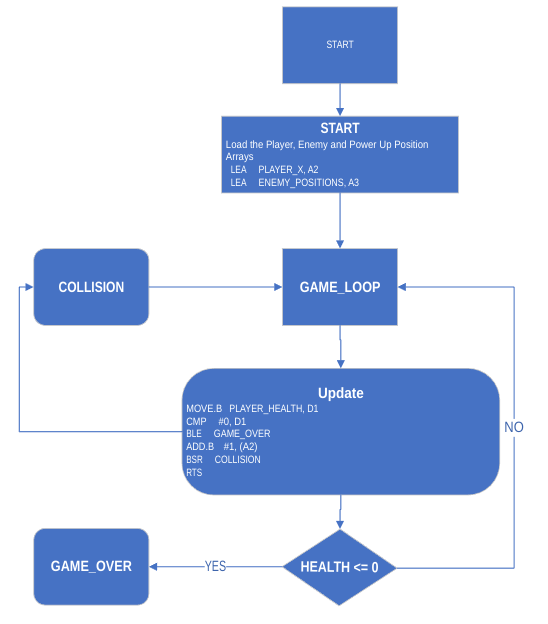 START
START
Load the Player, Enemy and Power Up Position
Arrays
LEA PLAYER_X, A2
LEA ENEMY_POSITIONS, A3
COLLISION
GAME_LOOP
Update
MOVE.B PLAYER_HEALTH, D1
CMP #0, D1
BLE GAME_OVER
ADD.B #1, (A2)
BSR COLLISION
RTS
NO
GAME_OVER
YES
HEALTH <= 0